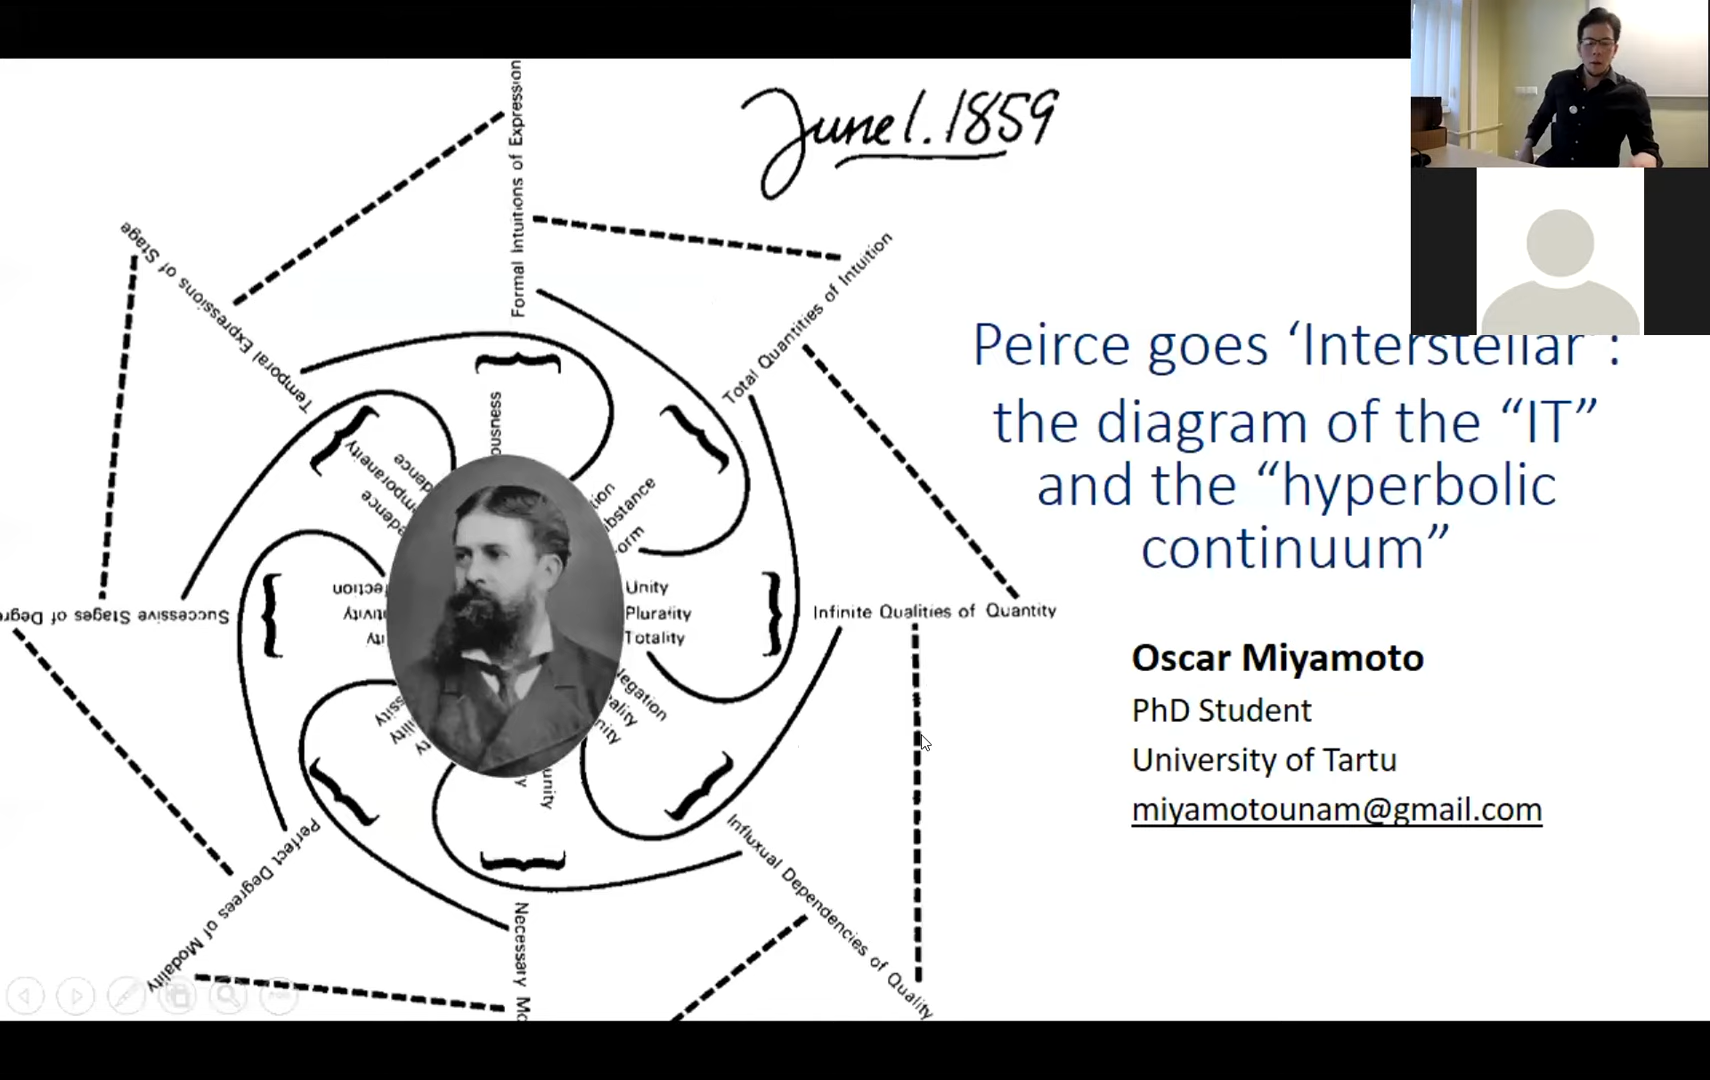 June 1. 1859
Formal Intuitions of Expression
Total Quantities of Intuition
Temporal Expressions of Stage
Successive Stages of
Perfect Degrees of Modality
Necessary
Influxual Dependencies of Quality
Infinite Qualities of Quantity
Unity
Plurality
Totality
Peirce goes ‘Interstellar’:
the diagram of the “IT”
and the “hyperbolic
continuum”
Oscar Miyamoto
PhD Student
University of Tartu
miyamotounam@gmail.com